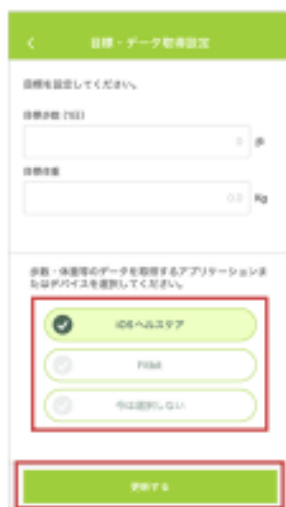 目標・データ取得設定
目標を設定してください。
目標歩数 (1日)
0 歩
目標体重
0.0 Kg
歩数・体重等のデータを取得するアプリケーションま
たはデバイスを選択してください。
iOSヘルスケア
Fitbit
今は選択しない
更新する